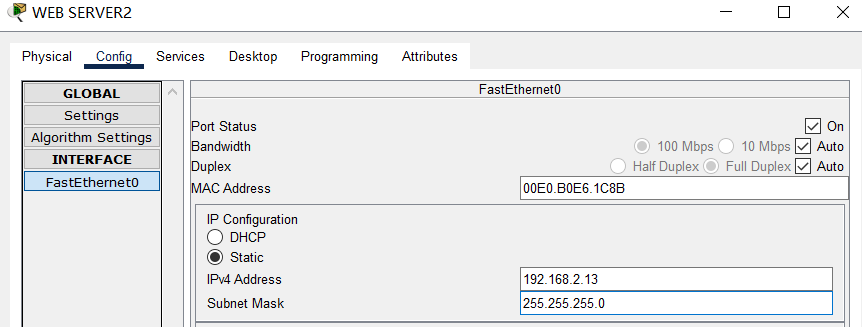 WEB SERVER2
Physical Config Services Desktop Programming Attributes
GLOBAL
Settings
Algorithm Settings
INTERFACE
FastEthernet0
FastEthernet0
Port Status On
Bandwidth 100 Mbps 10 Mbps Auto
Duplex Half Duplex Full Duplex Auto
MAC Address 00E0.B0E6.1C8B
IP Configuration
DHCP
Static
IPv4 Address 192.168.2.13
Subnet Mask 255.255.255.0